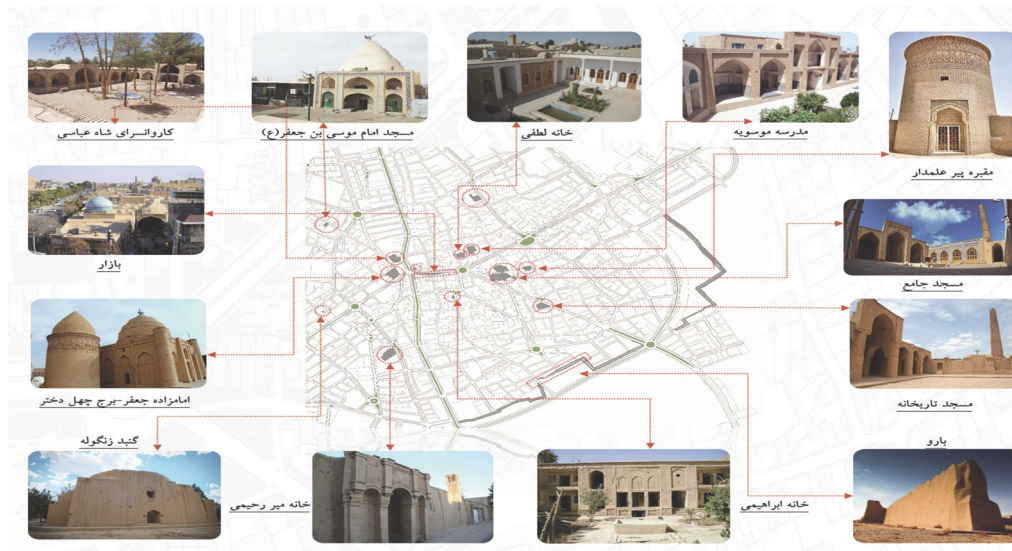 کاروانسرای شاه عباسی
مسجد امام موسی بن جعفر(ع)
خانه لطفی
مدرسه موسویه
مقبره پیر علمدار
بازار
مسجد جامع
امامزاده جعفر-برج چهل دختر
مسجد تاریخانه
گنبد زنگوله
بارو
خانه میر رحیمی
خانه ابراهیمی